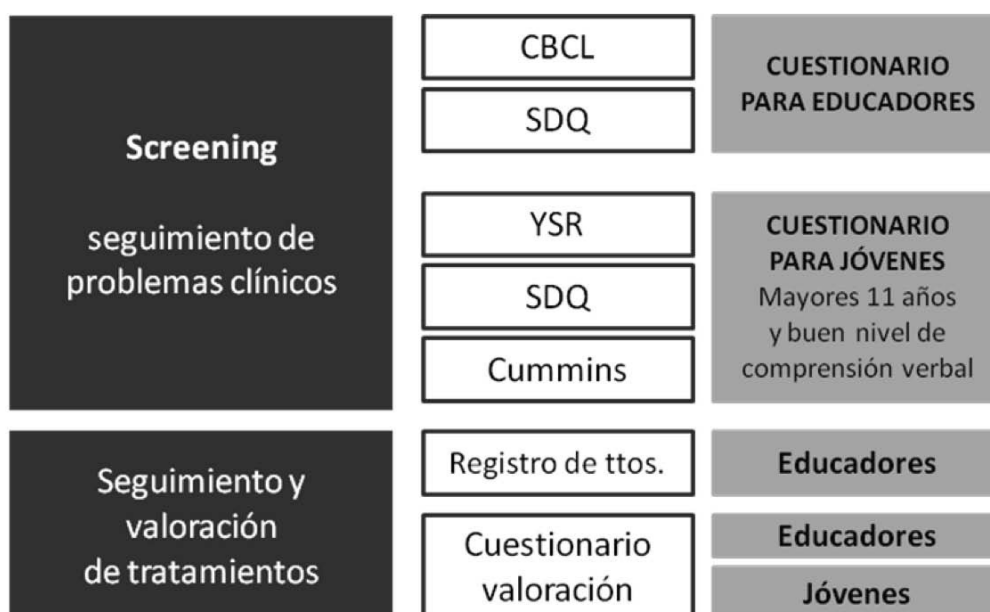 Screening
seguimiento de
problemas clínicos
CBCL
SDQ
CUESTIONARIO
PARA EDUCADORES
YSR
SDQ
Cummins
CUESTIONARIO
PARA JÓVENES
Mayores 11 años
y buen nivel de
comprensión verbal
Seguimiento y
valoración
de tratamientos
Registro de ttos.
Educadores
Cuestionario
valoración
Educadores
Jóvenes